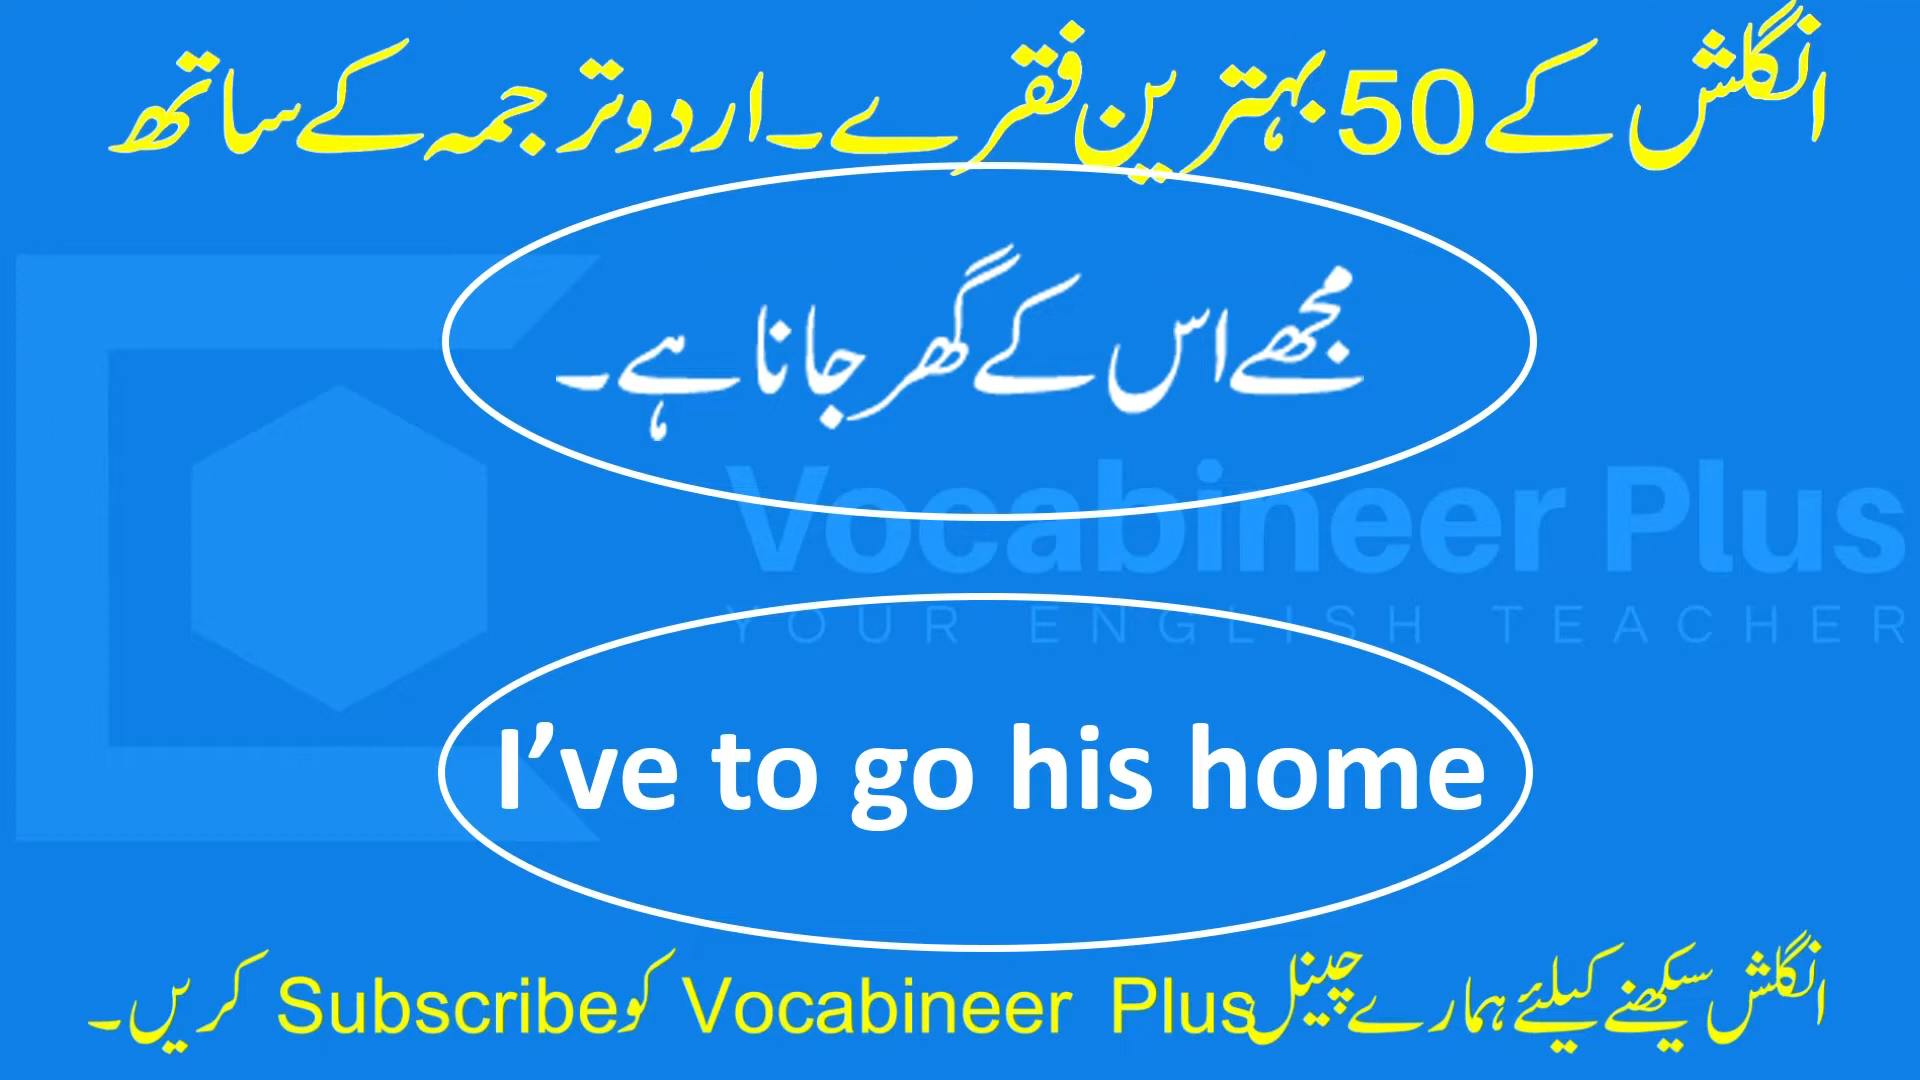 انگلش کے 50 بہترین فقرے۔ اردو ترجمہ کے ساتھ
مجھے اس کے گھر جانا ہے۔
Vocabineer Plus
YOUR ENGLISH TEACHER
I’ve to go his home
انگلش سیکھنے کیلئے ہمارے چینل Vocabineer Plus کو Subscribe کریں۔